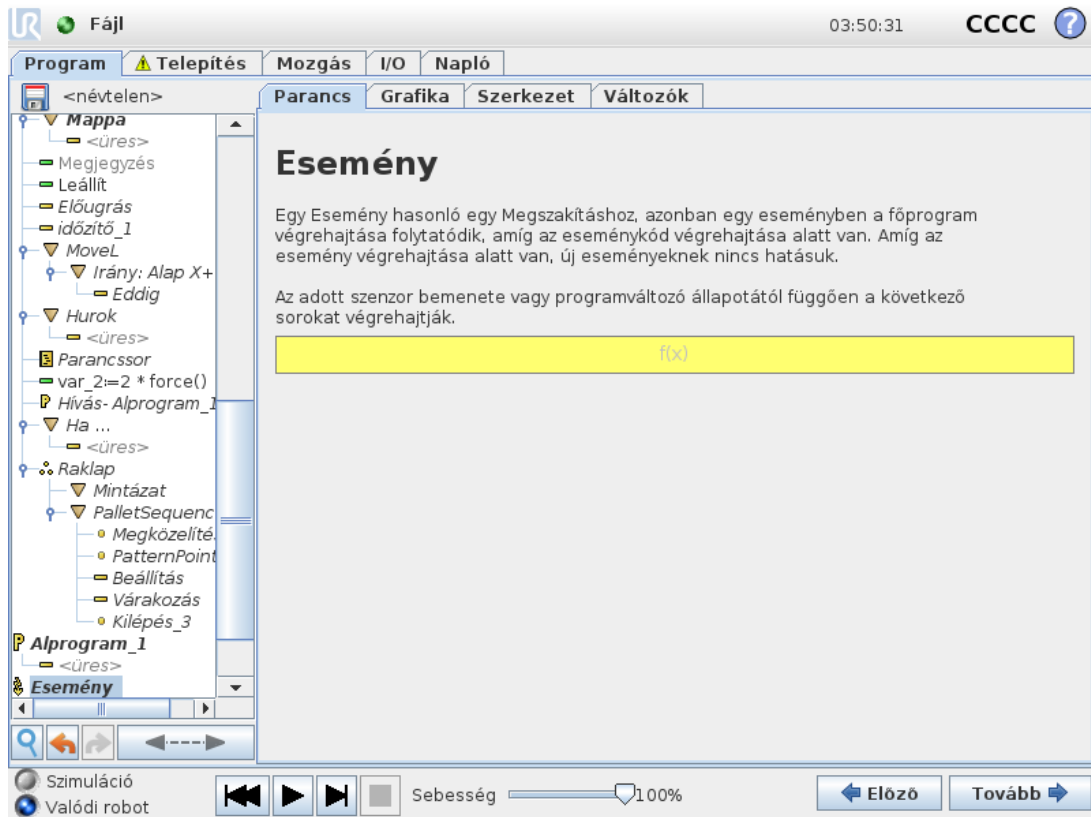 Fájl
03:50:31
CCCC
?
Program
Telepítés
Mozgás
I/O
Napló
<névtelen>
Parancs
Grafika
Szerkezet
Változók
Mappa
<üres>
Megjegyzés
Leállít
Előugrás
időzítő_1
MoveL
Irány: Alap X+
Eddig
Hurok
<üres>
Parancssor
var_2≔2 * force()
Hívás- Alprogram_1
Ha ...
<üres>
Raklap
Mintázat
PalletSequenc
Megközelíté
PatternPoint
Beállítás
Várakozás
Kilépés_3
Alprogram_1
<üres>
Esemény
Esemény
Egy Esemény hasonló egy Megszakításhoz, azonban egy eseményben a főprogram
végrehajtása folytatódik, amíg az eseménykód végrehajtása alatt van. Amíg az
esemény végrehajtása alatt van, új eseményeknek nincs hatásuk.
Az adott szenzor bemenete vagy programváltozó állapotától függően a következő
sorokat végrehajtják.
f(x)
Szimuláció
Valódi robot
Sebesség
100%
Előző
Tovább